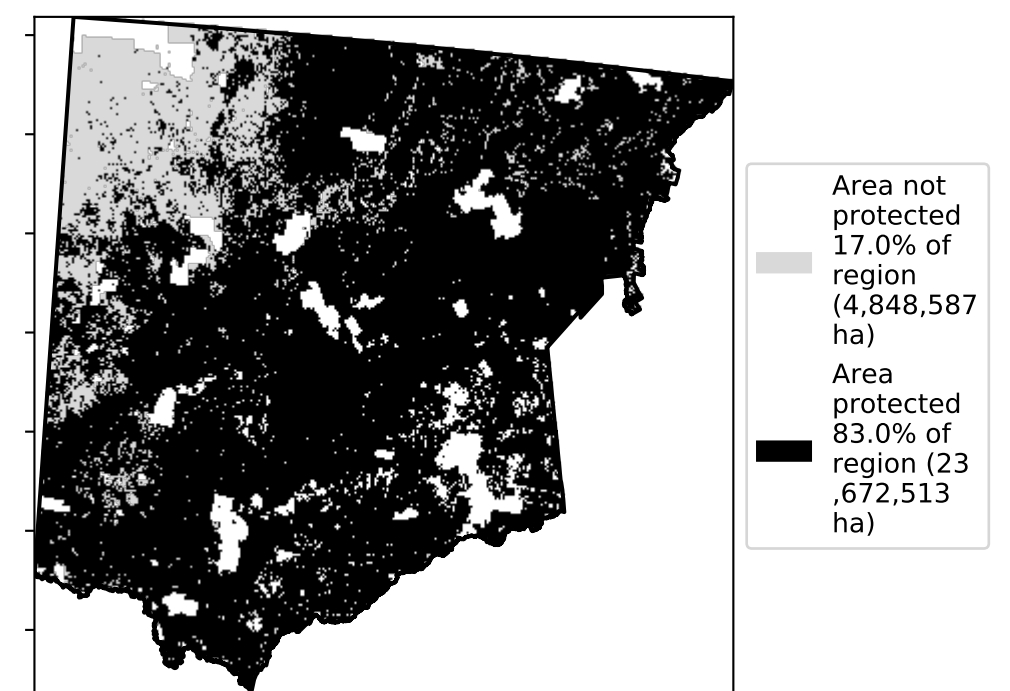 Area not
protected
17.0% of
region
(4,848,587
ha)
Area
protected
83.0% of
region (23
,672,513
ha)